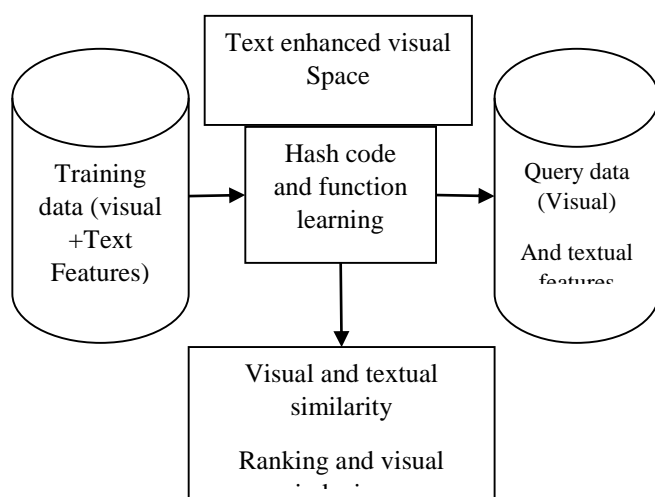 Text enhanced visual
Space
Training
data (visual
+Text
Features)
Hash code
and function
learning
Query data
(Visual)
And textual
features
Visual and textual
similarity
Ranking and visual